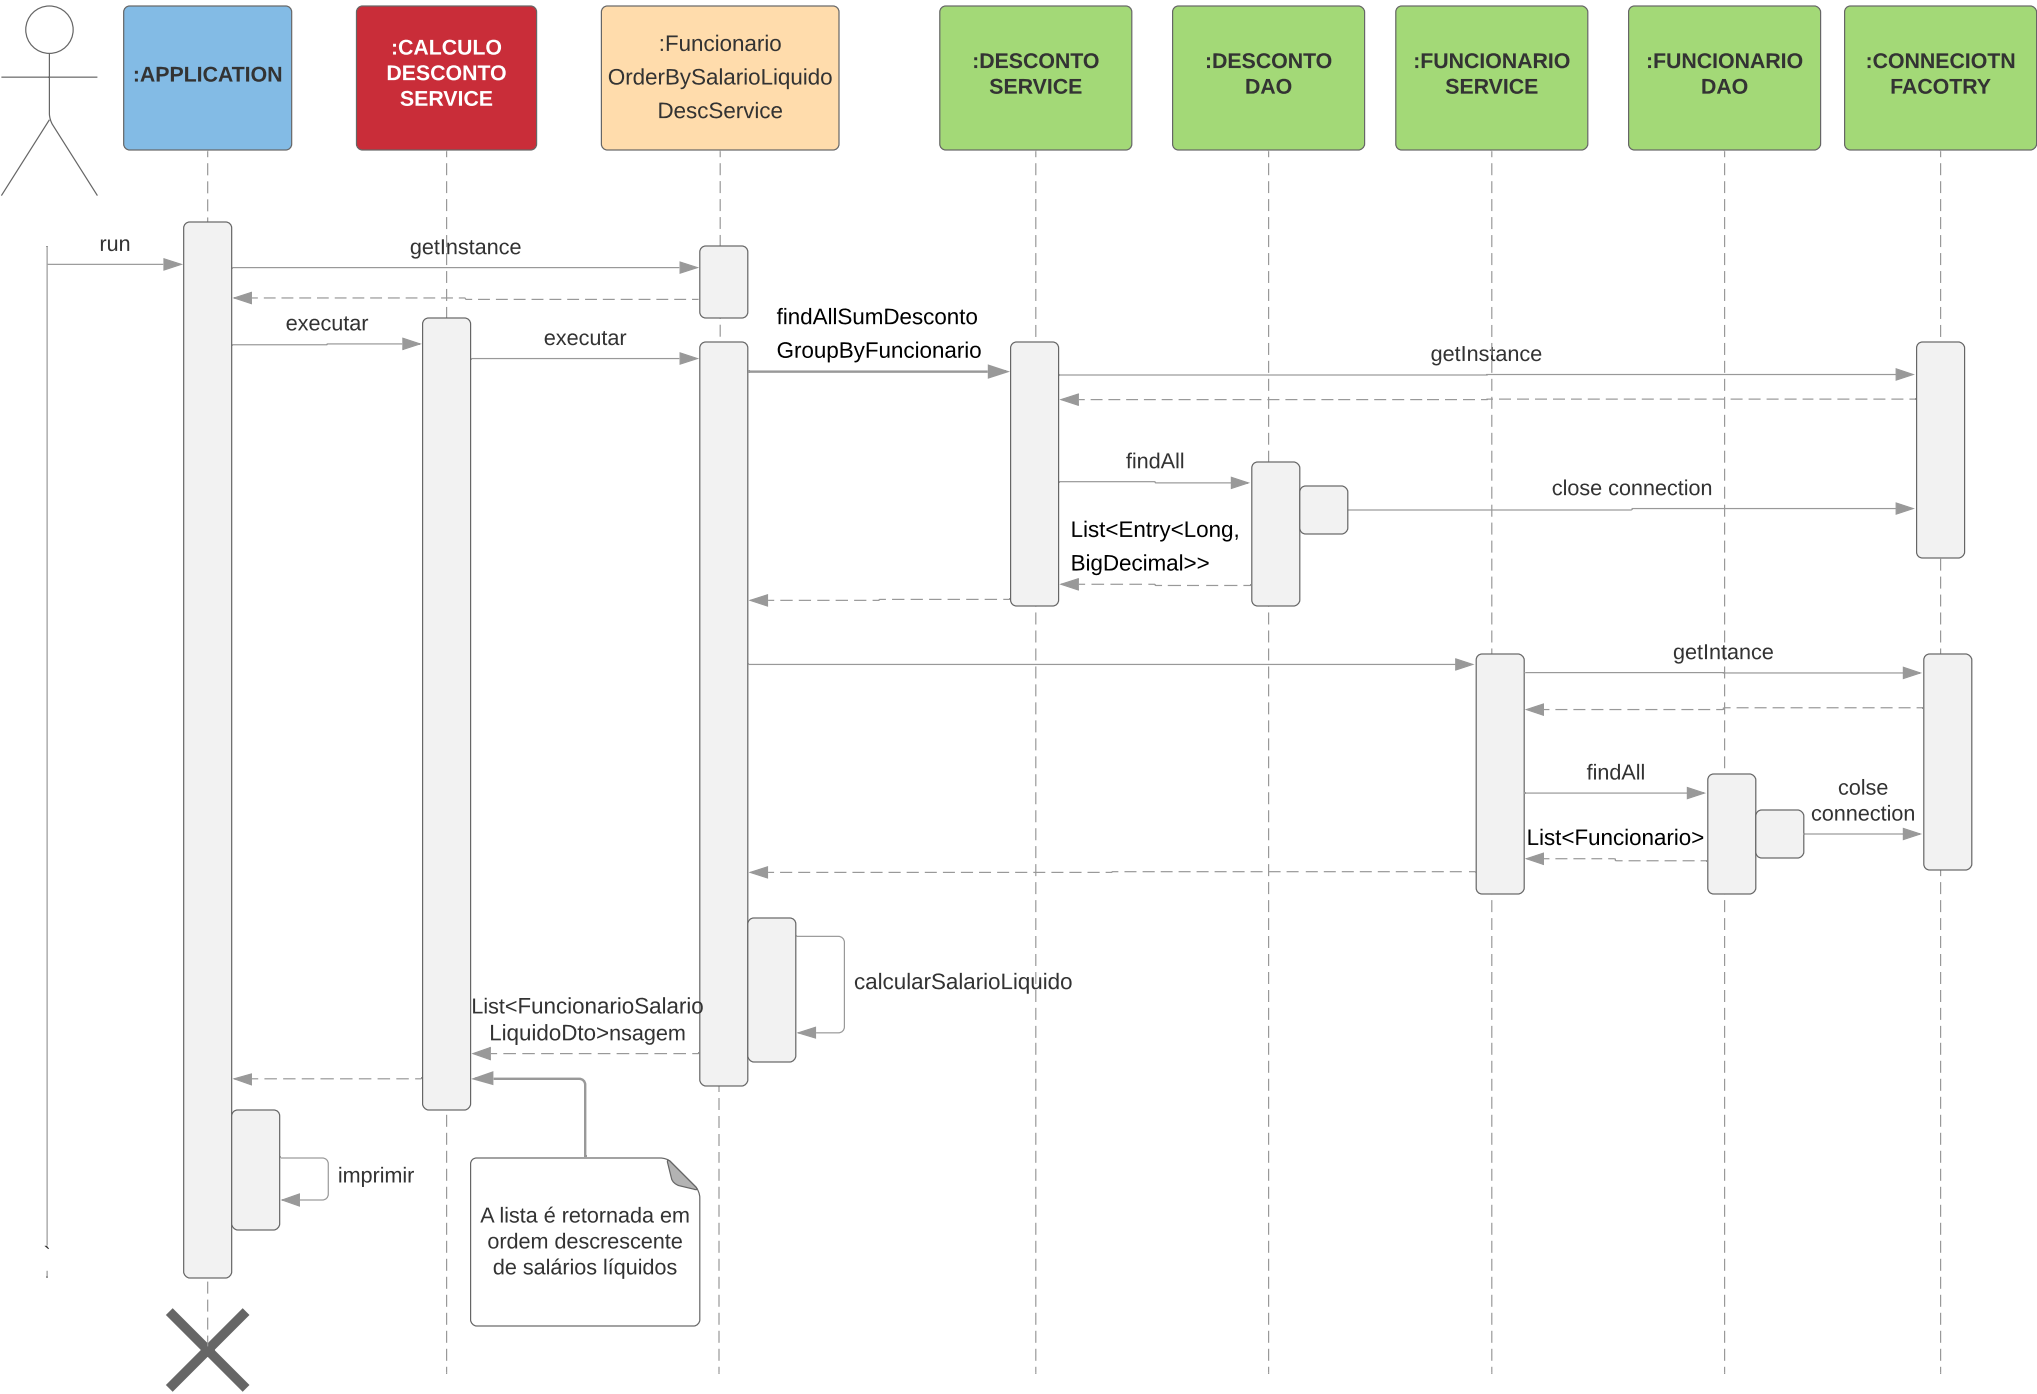 :APPLICATION
:CALCULO
DESCONTO
SERVICE
:Funcionario
OrderBySalarioLiquido
DescService
:DESCONTO
SERVICE
:DESCONTO
DAO
:FUNCIONARIO
SERVICE
:FUNCIONARIO
DAO
:CONNECIOTN
FACOTRY
run
getInstance
executar
executar
findAllSumDesconto
GroupByFuncionario
getInstance
findAll
close connection
List<Entry<Long,
BigDecimal>>
getIntance
findAll
colse
connection
List<Funcionario>
calcularSalarioLiquido
List<FuncionarioSalario
LiquidoDto>nsagem
imprimir
A lista é retornada em
ordem descrescente
de salários líquidos
`